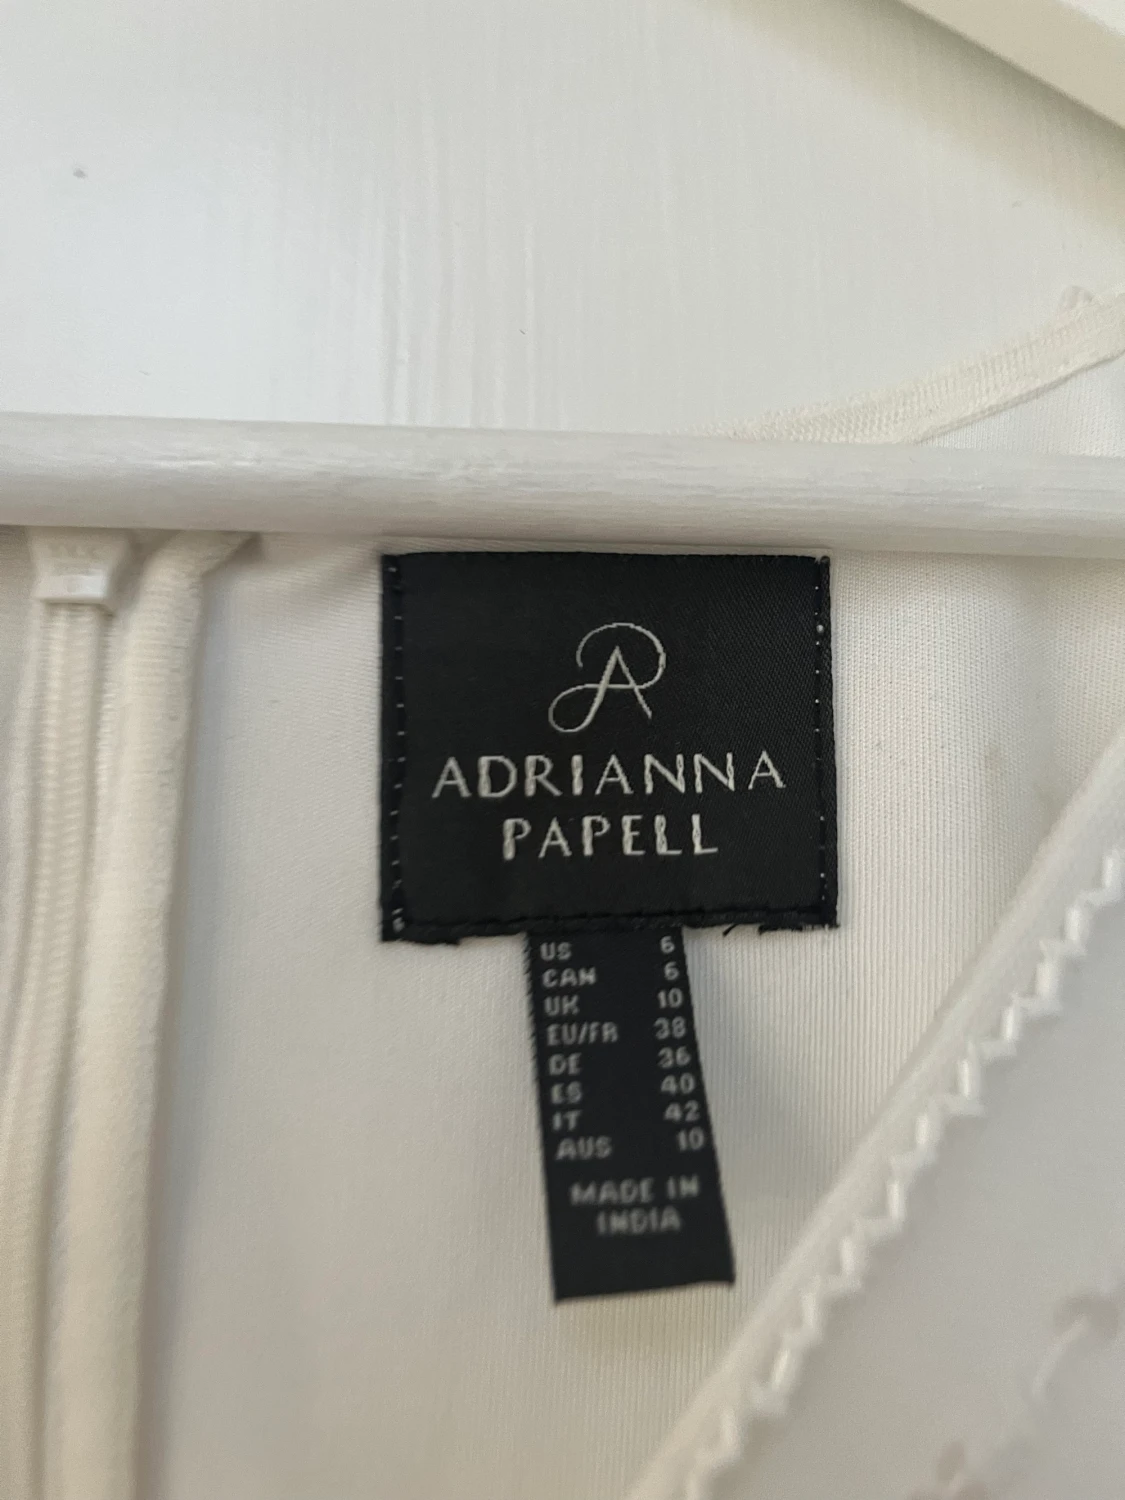 ADRIANNA
PAPELL
US 6
CAN 6
UK 10
EU/FR 38
DE 36
ES 40
IT 42
AUS 10
MADE IN
INDIA